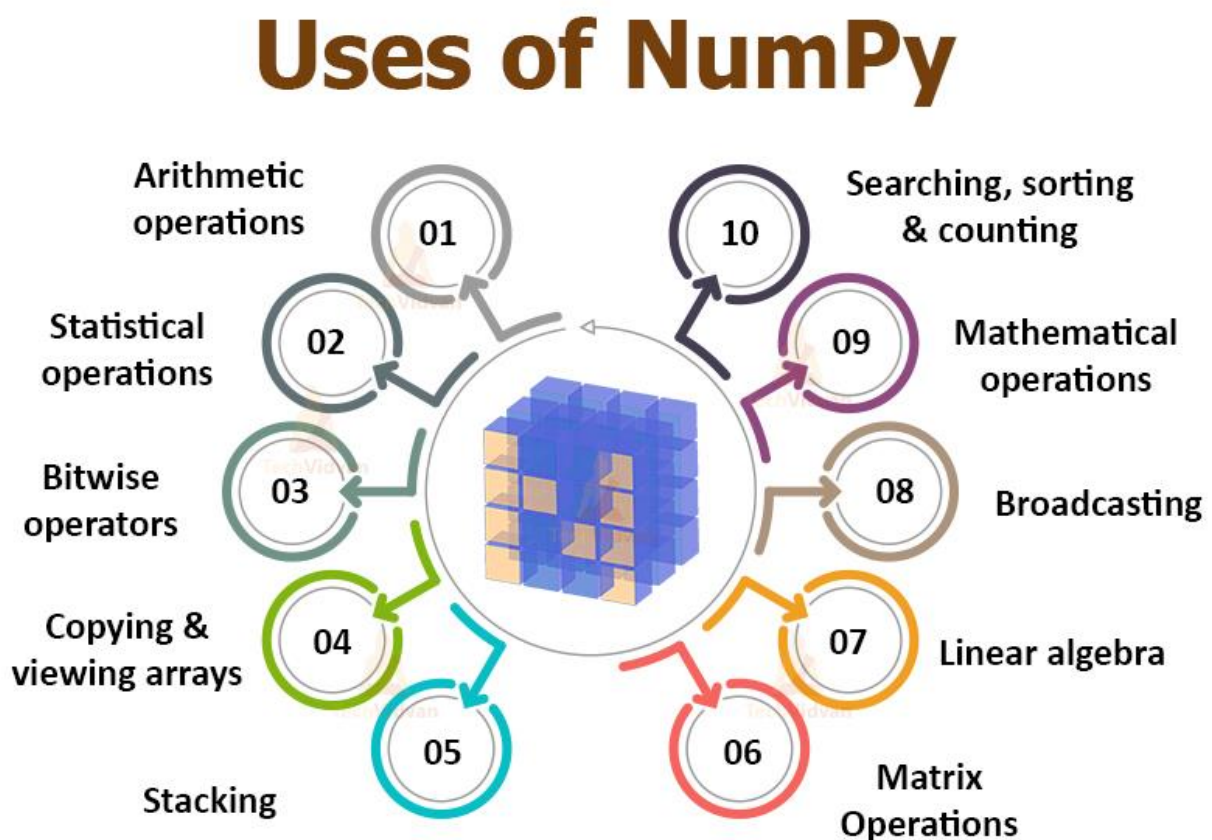 Uses of NumPy
Arithmetic
operations
01
Statistical
operations
02
Bitwise
operators
03
Copying &
viewing arrays
04
Stacking
05
Matrix
Operations
06
Linear algebra
07
Broadcasting
08
Mathematical
operations
09
Searching, sorting
& counting
10
TechVidvan